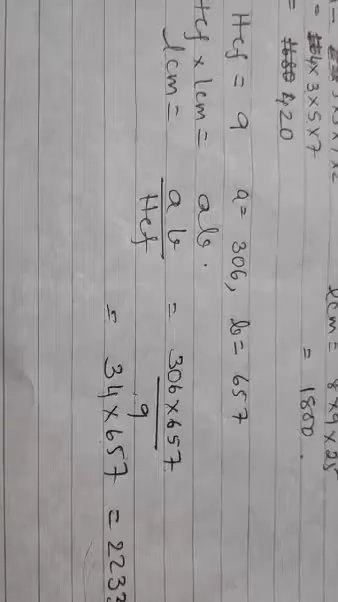 = 4 × 3 × 5 × 7
= 420
lcm = 8 × 9 × 25
= 1800.
Hcf = 9 a = 306, b = 657
Hcf × lcm = ab.
lcm = ab/Hcf = 306×657/9
= 34×657 = 2233